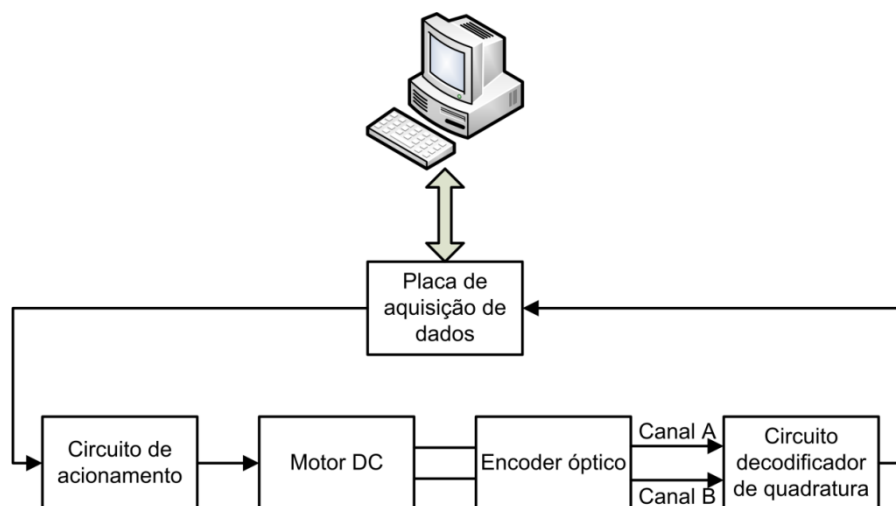 Placa de
aquisição de
dados
Circuito de
acionamento
Motor DC
Encoder óptico
Canal A
Canal B
Circuito
decodificador
de quadratura